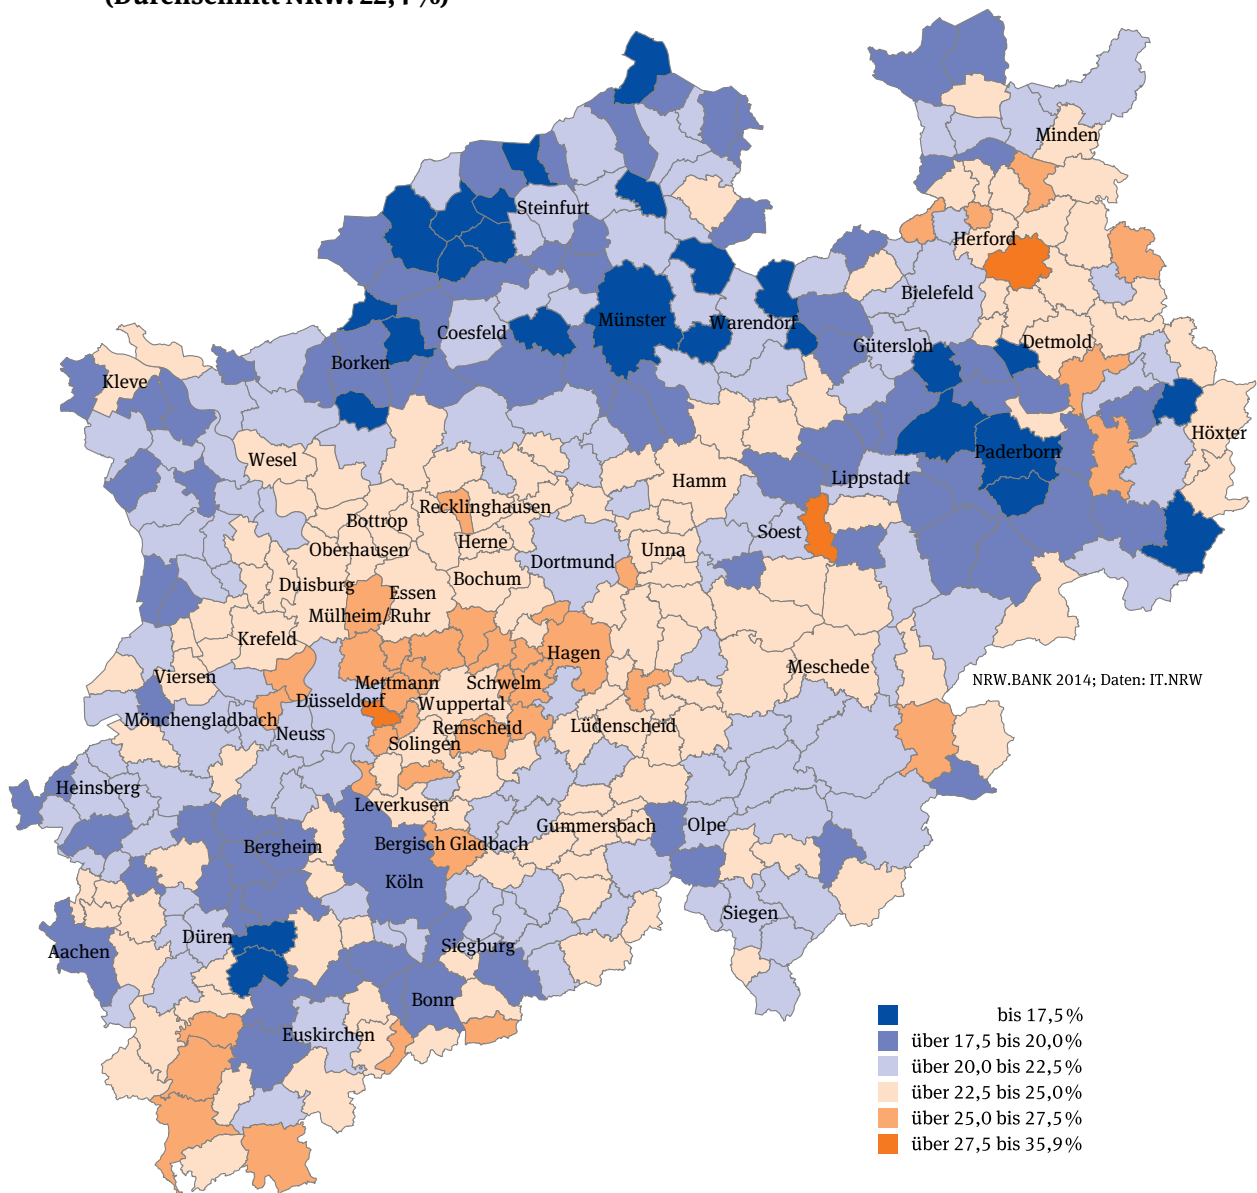 Minden
Steinfurt
Herford
Bielefeld
Münster
Warendorf
Coesfeld
Gütersloh
Detmold
Borken
Kleve
Höxter
Paderborn
Wesel
Lippstadt
Hamm
Recklinghausen
Bottrop
Soest
Herne
Oberhausen
Unna
Dortmund
Bochum
Duisburg
Essen
Mülheim/Ruhr
Krefeld
Hagen
Meschede
Viersen
NRW.BANK 2014; Daten: IT.NRW
Mettmann
Schwelm
Düsseldorf
Wuppertal
Mönchengladbach
Remscheid
Lüdenscheid
Neuss
Solingen
Heinsberg
Leverkusen
Gummersbach
Olpe
Bergheim
Bergisch Gladbach
Köln
Siegen
Düren
Siegburg
Aachen
Bonn
Euskirchen
bis 17,5%
über 17,5 bis 20,0%
über 20,0 bis 22,5%
über 22,5 bis 25,0%
über 25,0 bis 27,5%
über 27,5 bis 35,9%